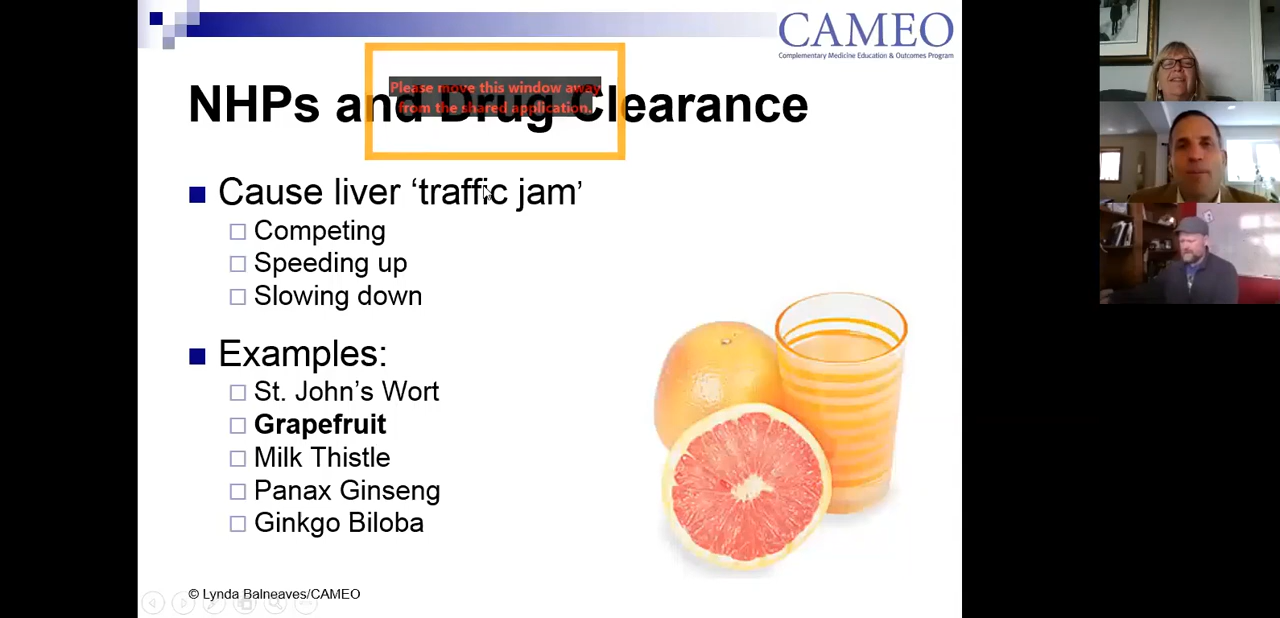 CAMEO
Complementary Medicine Education & Outcomes Program
Please move this window away
from the shared application.
NHPs and Drug Clearance
Cause liver ‘traffic jam’
Competing
Speeding up
Slowing down
Examples:
St. John’s Wort
Grapefruit
Milk Thistle
Panax Ginseng
Ginkgo Biloba
© Lynda Balneaves/CAMEO